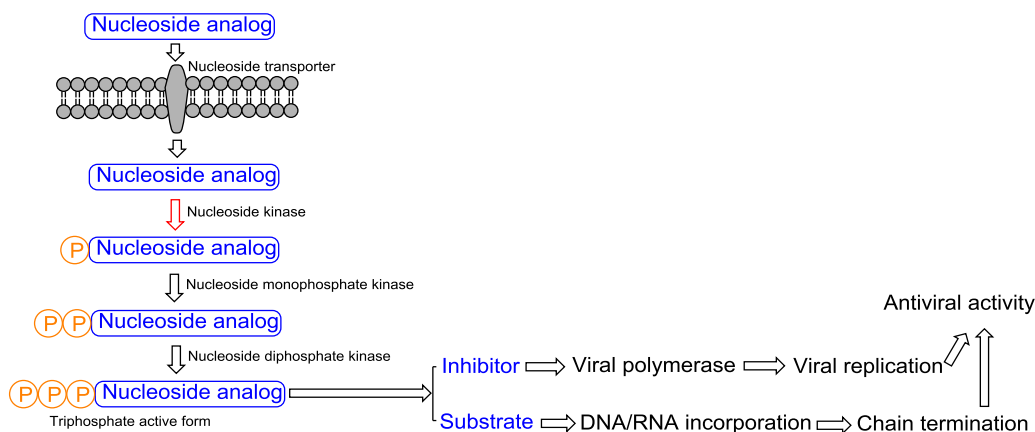 Nucleoside analog
Nucleoside transporter
Nucleoside analog
Nucleoside kinase
P Nucleoside analog
Nucleoside monophosphate kinase
P P Nucleoside analog
Nucleoside diphosphate kinase
P P P Nucleoside analog
Triphosphate active form
Antiviral activity
Inhibitor Viral polymerase Viral replication
Substrate DNA/RNA incorporation Chain termination